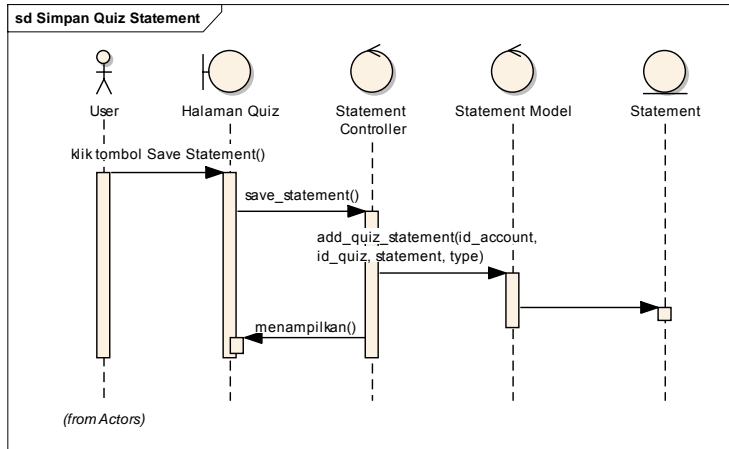 sd Simpan Quiz Statement
User
Halaman Quiz
Statement
Controller
Statement Model
Statement
klik tombol Save Statement()
save_statement()
add_quiz_statement(id_account,
id_quiz, statement, type)
menampilkan()
(from Actors)